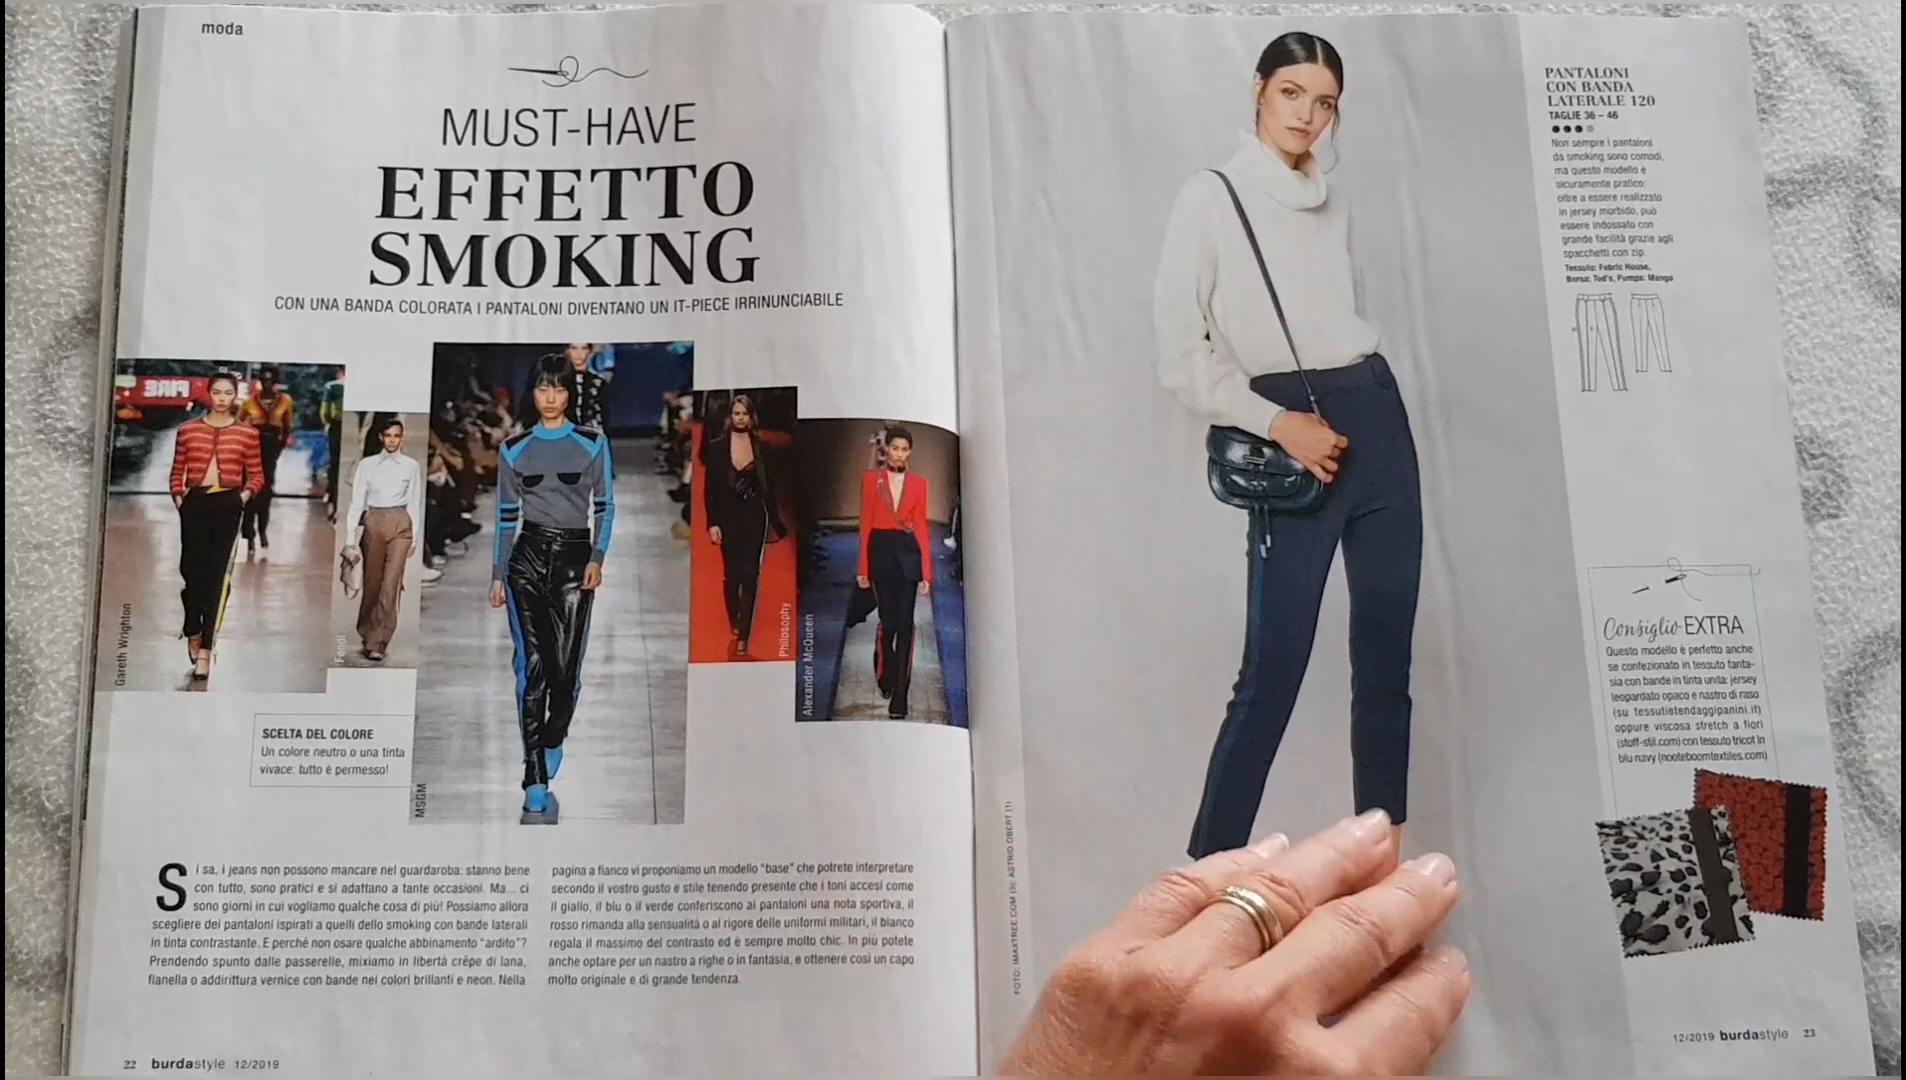 moda
MUST-HAVE
EFFETTO
SMOKING
CON UNA BANDA COLORATA I PANTALONI DIVENTANO UN IT-PIECE IRRINUNCIABILE
Gareth Wrighton
Fendi
MSGM
Philosophy
Alexander McQueen
SCELTA DEL COLORE
Un colore neutro o una tinta
vivace: tutto è permesso!
Si sa, i jeans non possono mancare nel guardaroba: stanno bene
con tutto, sono pratici e si adattano a tante occasioni. Ma... ci
sono giorni in cui vogliamo qualche cosa di più! Possiamo allora
scegliere dei pantaloni ispirati a quelli dello smoking con bande laterali
in tinta contrastante. E perché non osare qualche abbinamento "ardito"?
Prendendo spunto dalle passerelle, mixiamo in libertà crêpe di lana,
flanella o addirittura vernice con bande nei colori brillanti e neon. Nella
pagina a fianco vi proponiamo un modello "base" che potrete interpretare
secondo il vostro gusto e stile tenendo presente che i toni accesi come
il giallo, il blu o il verde conferiscono ai pantaloni una nota sportiva, il
rosso rimanda alla sensualità o al rigore delle uniformi militari, il bianco
regala il massimo del contrasto ed è sempre molto chic. In più potete
anche optare per un nastro a righe o in fantasia, e ottenere così un capo
molto originale e di grande tendenza.
22 burdastyle 12/2019
PANTALONI
CON BANDA
LATERALE 120
TAGLIE 36 – 46
Non sempre i pantaloni
da smoking sono comodi,
ma questo modello è
sicuramente pratico:
oltre a essere realizzato
in jersey morbido, può
essere indossato con
grande facilità grazie agli
spacchetti con zip.
Tessuto: Fabric House,
Borsa: Tod's, Pumps: Mango
Consiglio EXTRA
Questo modello è perfetto anche
se confezionato in tessuto fanta-
sia con bande in tinta unita: jersey
leopardato opaco e nastro di raso
(su tessutietendaggipanini.it)
oppure viscosa stretch a fiori
(stoff-stil.com) con tessuto tricot in
blu navy (nooteboomtextiles.com)
FOTO: IMAXTREE.COM (5); ASTRID OBERT (1)
12/2019 burdastyle 23